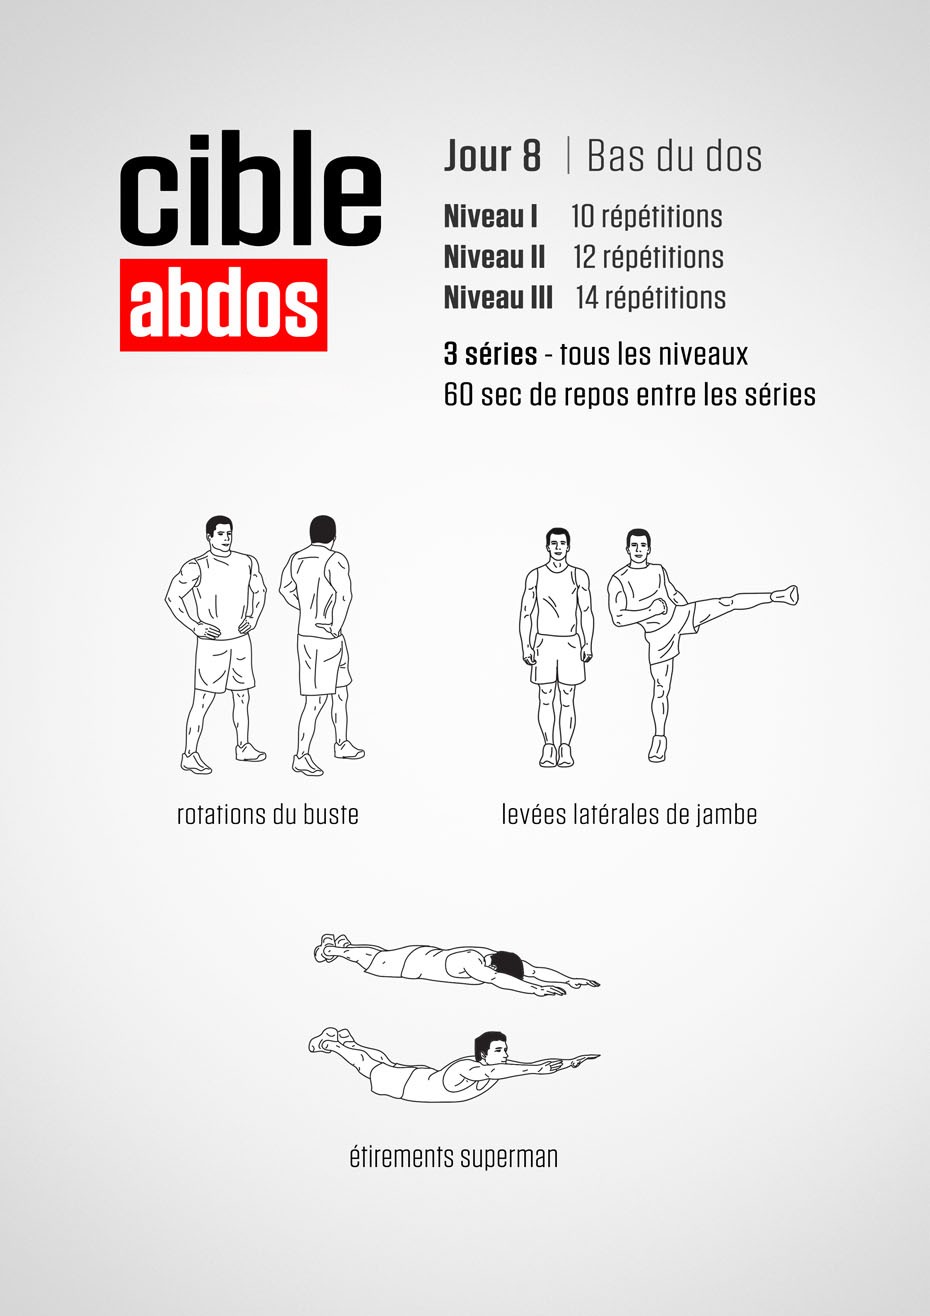 cible
abdos
Jour 8 | Bas du dos
Niveau I 10 répétitions
Niveau II 12 répétitions
Niveau III 14 répétitions
3 séries - tous les niveaux
60 sec de repos entre les séries
rotations du buste
levées latérales de jambe
étirements superman